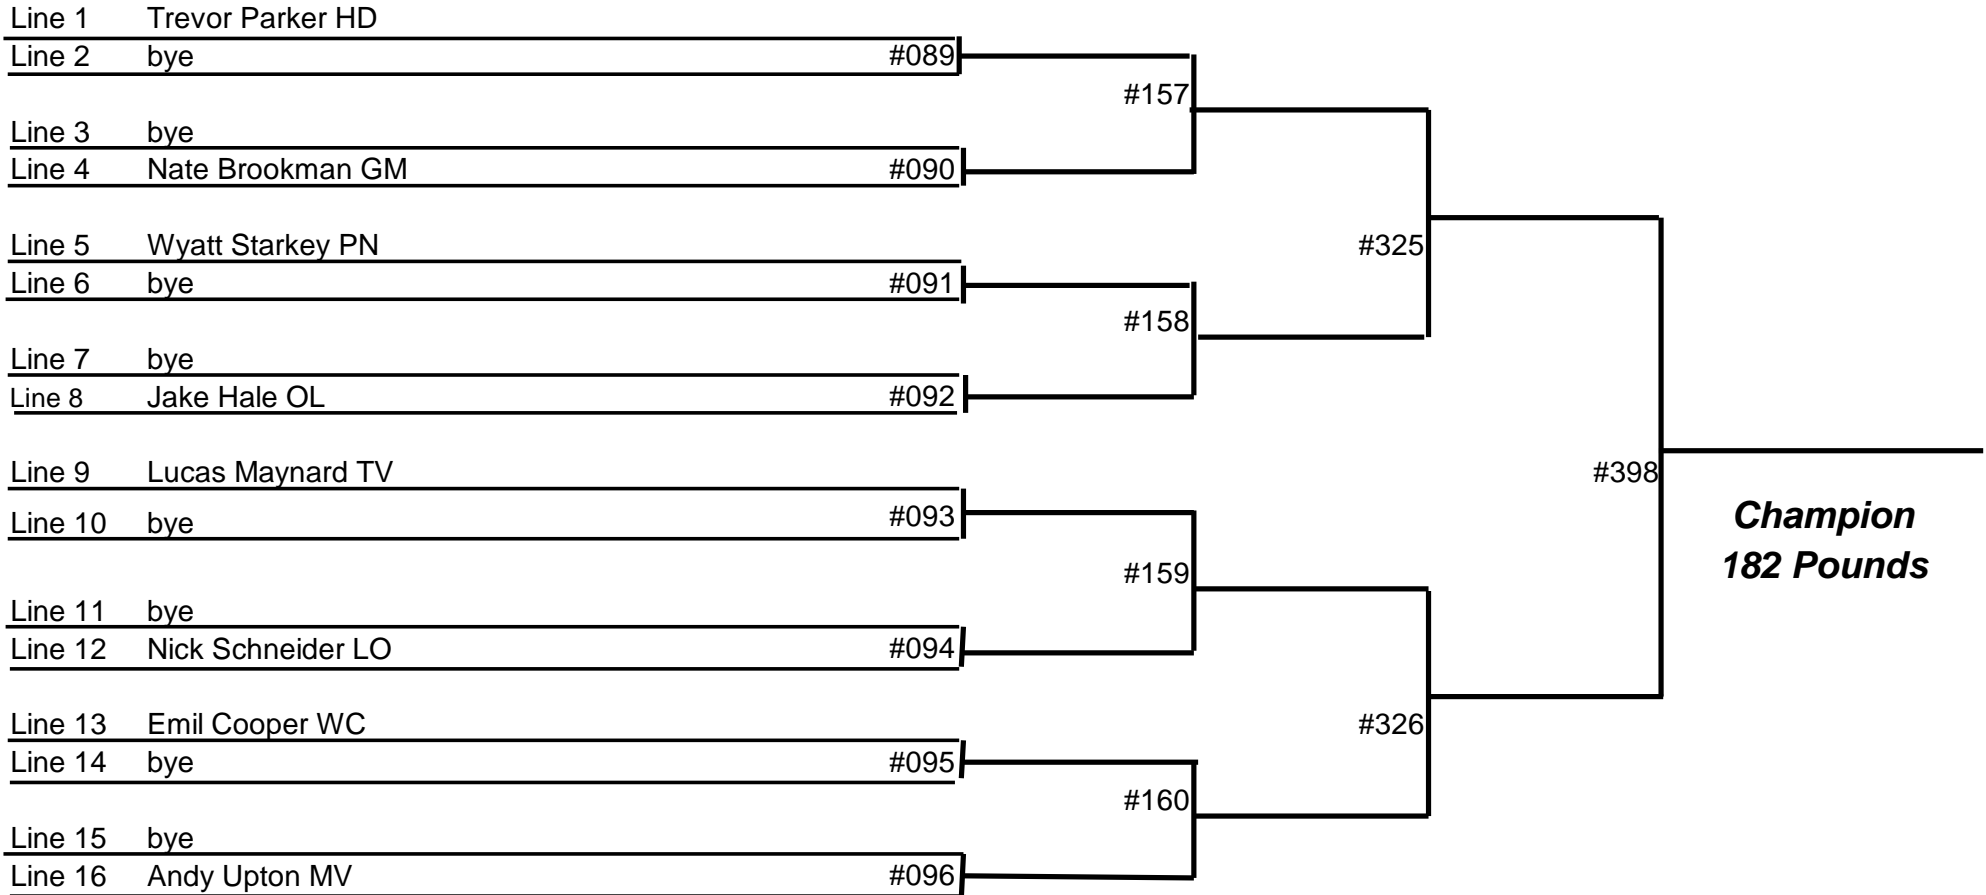 Line 1 Trevor Parker HD
Line 2 bye #089
#157
Line 3 bye
Line 4 Nate Brookman GM #090
Line 5 Wyatt Starkey PN #325
Line 6 bye #091
#158
Line 7 bye
Line 8 Jake Hale OL #092
Line 9 Lucas Maynard TV #398
Line 10 bye #093
Champion
182 Pounds
#159
Line 11 bye
Line 12 Nick Schneider LO #094
Line 13 Emil Cooper WC #326
Line 14 bye #095
#160
Line 15 bye
Line 16 Andy Upton MV #096